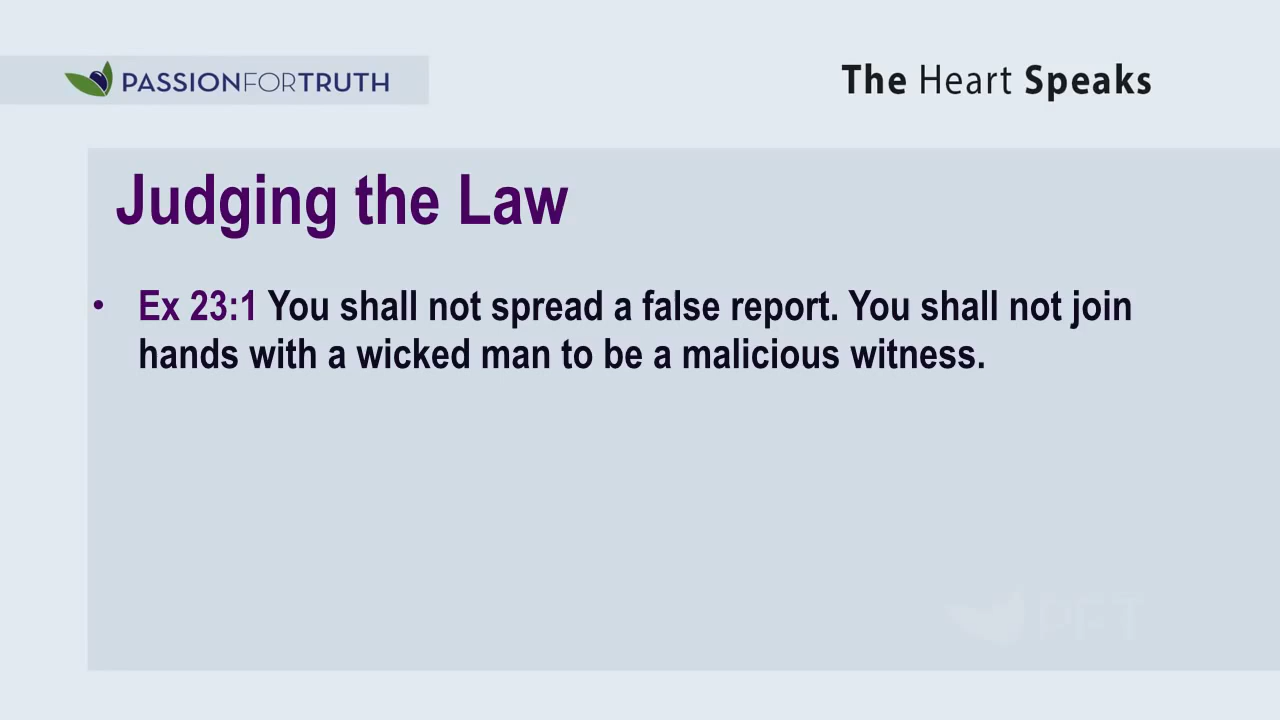 PASSIONFORTRUTH
The Heart Speaks
Judging the Law
• Ex 23:1 You shall not spread a false report. You shall not join
hands with a wicked man to be a malicious witness.
PFT